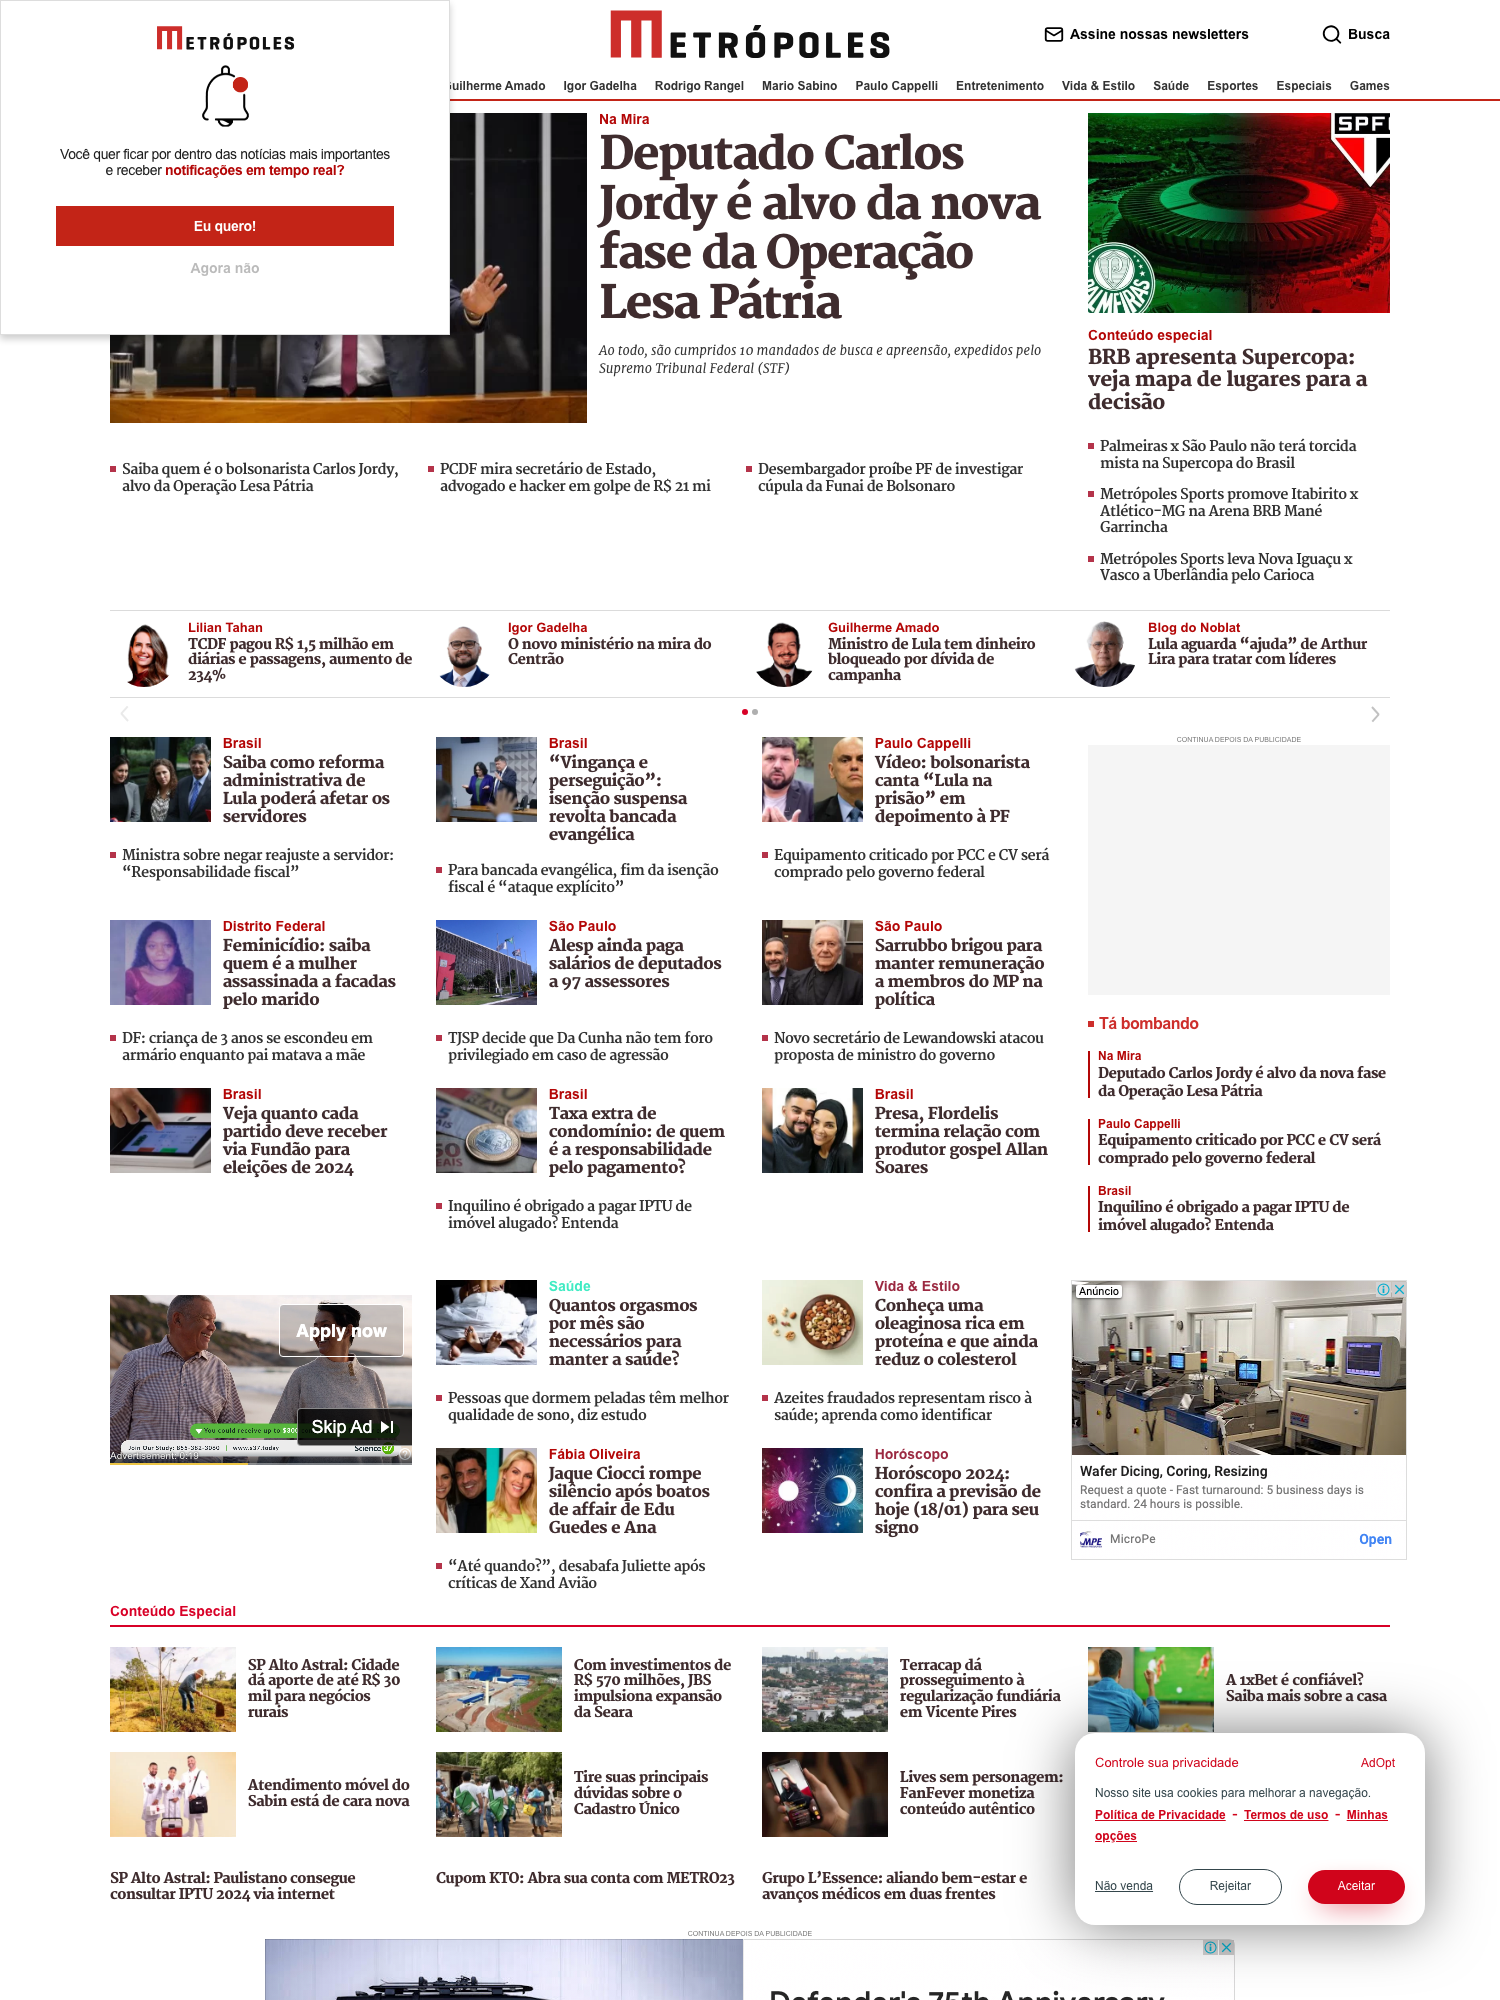 METRÓPOLES
Você quer ficar por dentro das notícias mais importantes
e receber notificações em tempo real?
Eu quero!
Agora não
METRÓPOLES
Assine nossas newsletters
Busca
Guilherme Amado Igor Gadelha Rodrigo Rangel Mario Sabino Paulo Cappelli Entretenimento Vida & Estilo Saúde Esportes Especiais Games
Na Mira
Deputado Carlos
Jordy é alvo da nova
fase da Operação
Lesa Pátria
Ao todo, são cumpridos 10 mandados de busca e apreensão, expedidos pelo
Supremo Tribunal Federal (STF)
SPFC
PALMEIRAS
Conteúdo especial
BRB apresenta Supercopa:
veja mapa de lugares para a
decisão
Palmeiras x São Paulo não terá torcida
mista na Supercopa do Brasil
Metrópoles Sports promove Itabirito x
Atlético-MG na Arena BRB Mané
Garrincha
Metrópoles Sports leva Nova Iguaçu x
Vasco a Uberlândia pelo Carioca
Saiba quem é o bolsonarista Carlos Jordy,
alvo da Operação Lesa Pátria
PCDF mira secretário de Estado,
advogado e hacker em golpe de R$ 21 mi
Desembargador proíbe PF de investigar
cúpula da Funai de Bolsonaro
Lilian Tahan
TCDF pagou R$ 1,5 milhão em
diárias e passagens, aumento de
234%
Igor Gadelha
O novo ministério na mira do
Centrão
Guilherme Amado
Ministro de Lula tem dinheiro
bloqueado por dívida de
campanha
Blog do Noblat
Lula aguarda “ajuda” de Arthur
Lira para tratar com líderes
Brasil
Saiba como reforma
administrativa de
Lula poderá afetar os
servidores
Ministra sobre negar reajuste a servidor:
“Responsabilidade fiscal”
Brasil
“Vingança e
perseguição”:
isenção suspensa
revolta bancada
evangélica
Para bancada evangélica, fim da isenção
fiscal é “ataque explícito”
Paulo Cappelli
Vídeo: bolsonarista
canta “Lula na
prisão” em
depoimento à PF
Equipamento criticado por PCC e CV será
comprado pelo governo federal
CONTINUA DEPOIS DA PUBLICIDADE
Distrito Federal
Feminicídio: saiba
quem é a mulher
assassinada a facadas
pelo marido
DF: criança de 3 anos se escondeu em
armário enquanto pai matava a mãe
São Paulo
Alesp ainda paga
salários de deputados
a 97 assessores
TJSP decide que Da Cunha não tem foro
privilegiado em caso de agressão
São Paulo
Sarrubbo brigou para
manter remuneração
a membros do MP na
política
Novo secretário de Lewandowski atacou
proposta de ministro do governo
Tá bombando
Na Mira
Deputado Carlos Jordy é alvo da nova fase
da Operação Lesa Pátria
Paulo Cappelli
Equipamento criticado por PCC e CV será
comprado pelo governo federal
Brasil
Inquilino é obrigado a pagar IPTU de
imóvel alugado? Entenda
Brasil
Veja quanto cada
partido deve receber
via Fundão para
eleições de 2024
Brasil
Taxa extra de
condomínio: de quem
é a responsabilidade
pelo pagamento?
Inquilino é obrigado a pagar IPTU de
imóvel alugado? Entenda
Brasil
Presa, Flordelis
termina relação com
produtor gospel Allan
Soares
Apply now
Skip Ad
You could receive up to $300
Join Our Study: 855-382-3060 | www.s37.today
Science 37
Advertisement: 0:19
Saúde
Quantos orgasmos
por mês são
necessários para
manter a saúde?
Pessoas que dormem peladas têm melhor
qualidade de sono, diz estudo
Vida & Estilo
Conheça uma
oleaginosa rica em
proteína e que ainda
reduz o colesterol
Azeites fraudados representam risco à
saúde; aprenda como identificar
Anúncio
Wafer Dicing, Coring, Resizing
Request a quote - Fast turnaround: 5 business days is
standard. 24 hours is possible.
MPE
MicroPe
Open
Fábia Oliveira
Jaque Ciocci rompe
silêncio após boatos
de affair de Edu
Guedes e Ana
“Até quando?”, desabafa Juliette após
críticas de Xand Avião
Horóscopo
Horóscopo 2024:
confira a previsão de
hoje (18/01) para seu
signo
Conteúdo Especial
SP Alto Astral: Cidade
dá aporte de até R$ 30
mil para negócios
rurais
Com investimentos de
R$ 570 milhões, JBS
impulsiona expansão
da Seara
Terracap dá
prosseguimento à
regularização fundiária
em Vicente Pires
A 1xBet é confiável?
Saiba mais sobre a casa
Atendimento móvel do
Sabin está de cara nova
Tire suas principais
dúvidas sobre o
Cadastro Único
Lives sem personagem:
FanFever monetiza
conteúdo autêntico
SP Alto Astral: Paulistano consegue
consultar IPTU 2024 via internet
Cupom KTO: Abra sua conta com METRO23
Grupo L’Essence: aliando bem-estar e
avanços médicos em duas frentes
Controle sua privacidade
AdOpt
Nosso site usa cookies para melhorar a navegação.
Política de Privacidade - Termos de uso - Minhas
opções
Não venda
Rejeitar
Aceitar
CONTINUA DEPOIS DA PUBLICIDADE
Defender's 75th Anniversary